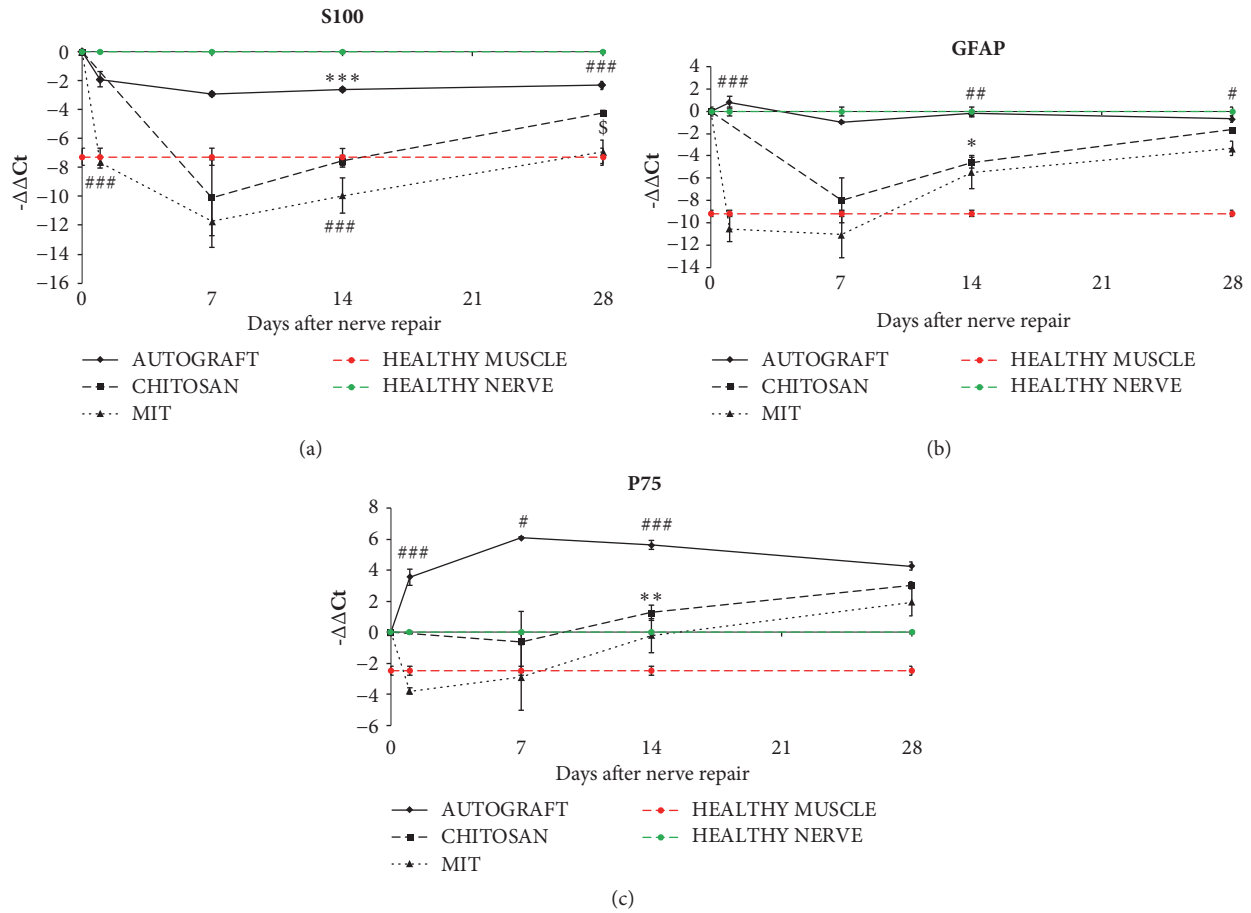 S100
0
−2
−4
−6
−8
−10
−12
−14
−16
-ΔΔCt
###
***
###
$
###
0 7 14 21 28
Days after nerve repair
AUTOGRAFT
CHITOSAN
MIT
HEALTHY MUSCLE
HEALTHY NERVE
(a)
GFAP
4
2
0
−2
−4
−6
−8
−10
−12
−14
-ΔΔCt
###
##
#
*
0 7 14 21 28
Days after nerve repair
AUTOGRAFT
CHITOSAN
MIT
HEALTHY MUSCLE
HEALTHY NERVE
(b)
P75
8
6
4
2
0
−2
−4
−6
-ΔΔCt
###
#
###
**
0 7 14 21 28
Days after nerve repair
AUTOGRAFT
CHITOSAN
MIT
HEALTHY MUSCLE
HEALTHY NERVE
(c)